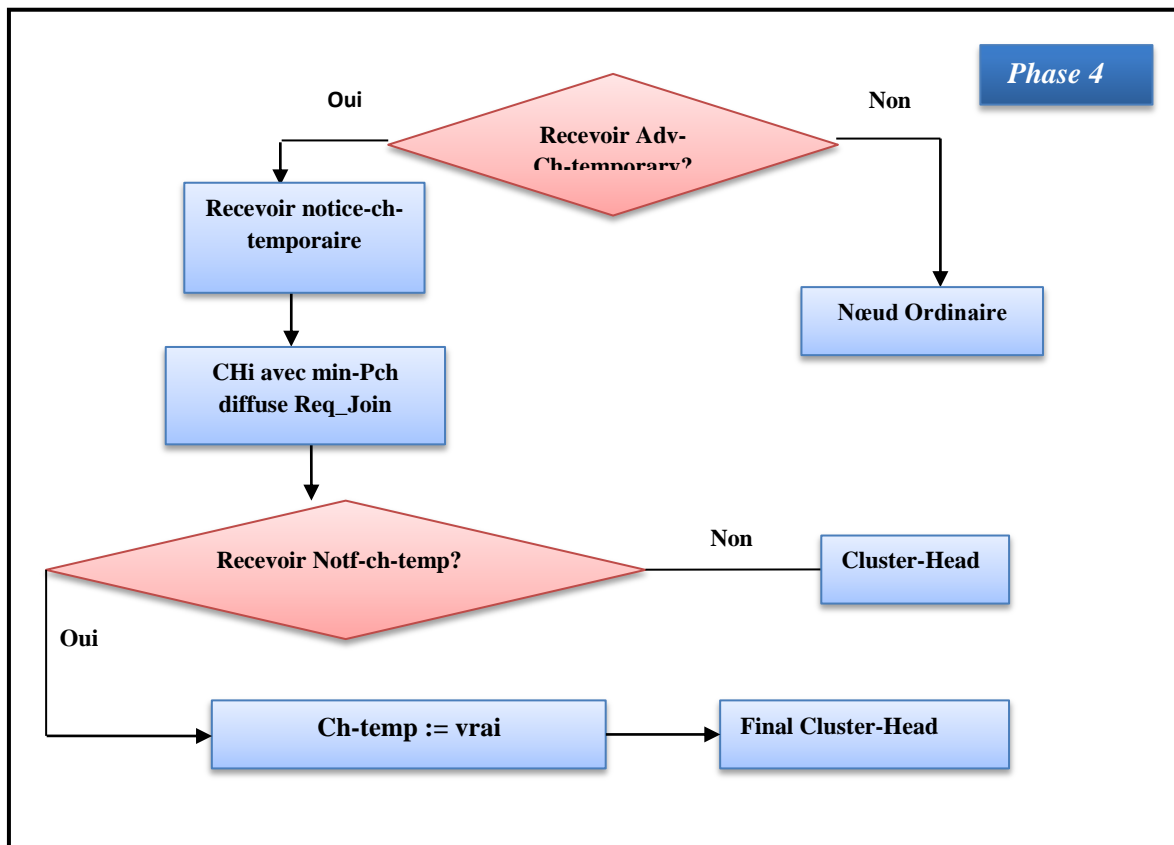 Phase 4
Oui
Non
Recevoir Adv-
Ch-temporary?
Recevoir notice-ch-
temporaire
Nœud Ordinaire
CHi avec min-Pch
diffuse Req_Join
Recevoir Notf-ch-temp?
Non
Cluster-Head
Oui
Ch-temp := vrai
Final Cluster-Head